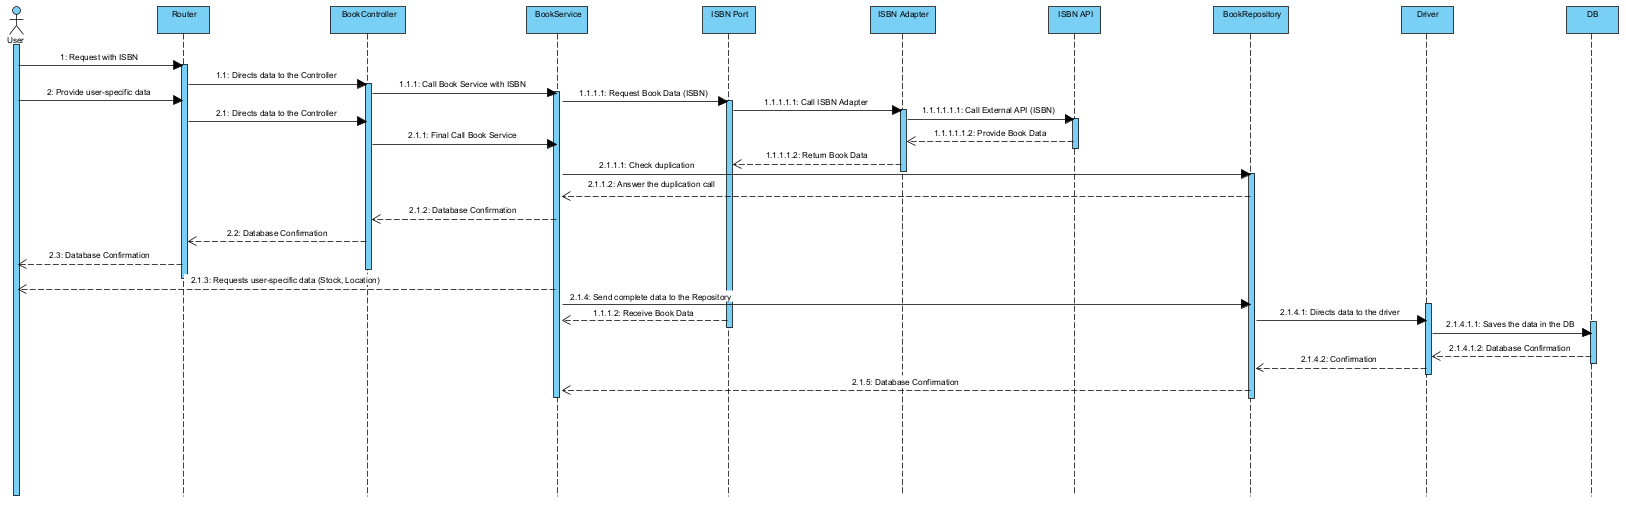 Router
BookController
BookService
ISBN Port
ISBN Adapter
ISBN API
BookRepository
Driver
DB
User
1: Request with ISBN
1.1: Directs data to the Controller
1.1.1: Call Book Service with ISBN
2: Provide user-specific data
1.1.1.1: Request Book Data (ISBN)
1.1.1.1.1: Call ISBN Adapter
1.1.1.1.1.1: Call External API (ISBN)
2.1: Directs data to the Controller
2.1.1: Final Call Book Service
1.1.1.1.1.2: Provide Book Data
1.1.1.1.2: Return Book Data
2.1.1.1: Check duplication
2.1.1.2: Answer the duplication call
2.1.2: Database Confirmation
2.2: Database Confirmation
2.3: Database Confirmation
2.1.3: Requests user-specific data (Stock, Location)
2.1.4: Send complete data to the Repository
1.1.1.2: Receive Book Data
2.1.4.1: Directs data to the driver
2.1.4.1.1: Saves the data in the DB
2.1.4.1.2: Database Confirmation
2.1.4.2: Confirmation
2.1.5: Database Confirmation